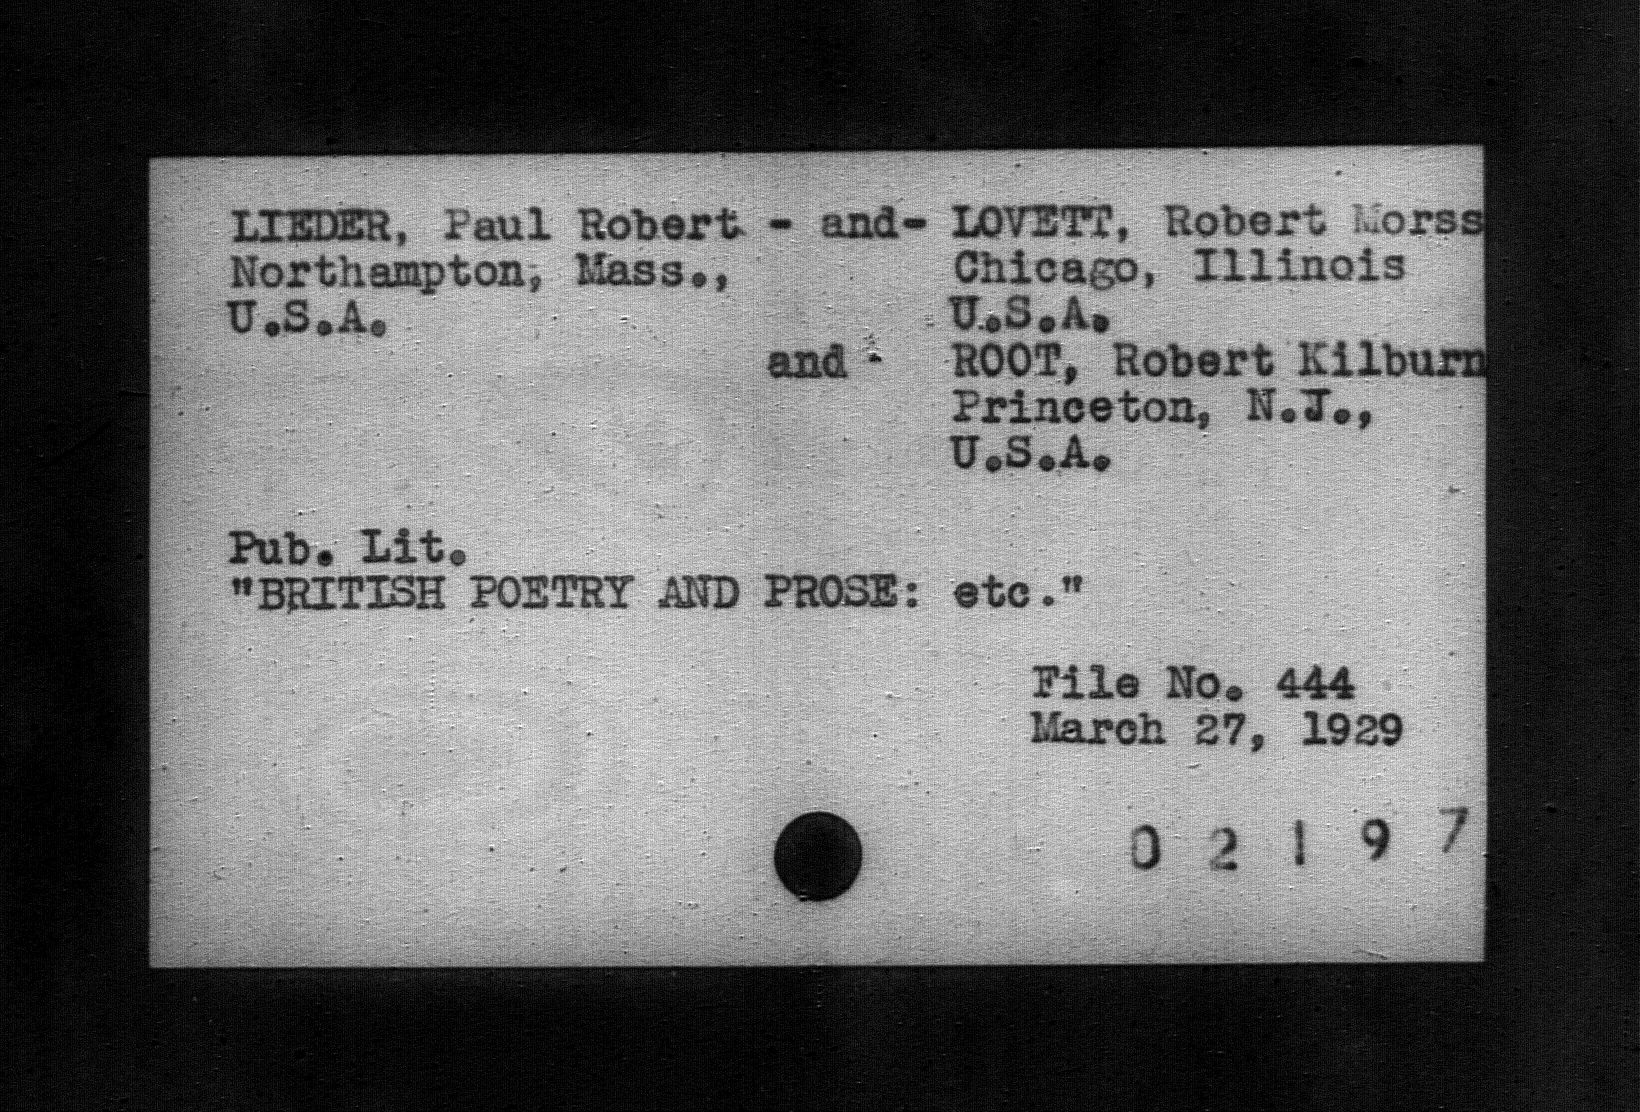 LIEDER, Paul Robert - and- LOVETT, Robert Morss
Northampton, Mass., Chicago, Illinois
U.S.A. U.S.A.
and - ROOT, Robert Kilburn
Princeton, N.J.,
U.S.A.
Pub. Lit.
"BRITISH POETRY AND PROSE: etc."
File No. 444
March 27, 1929
02197